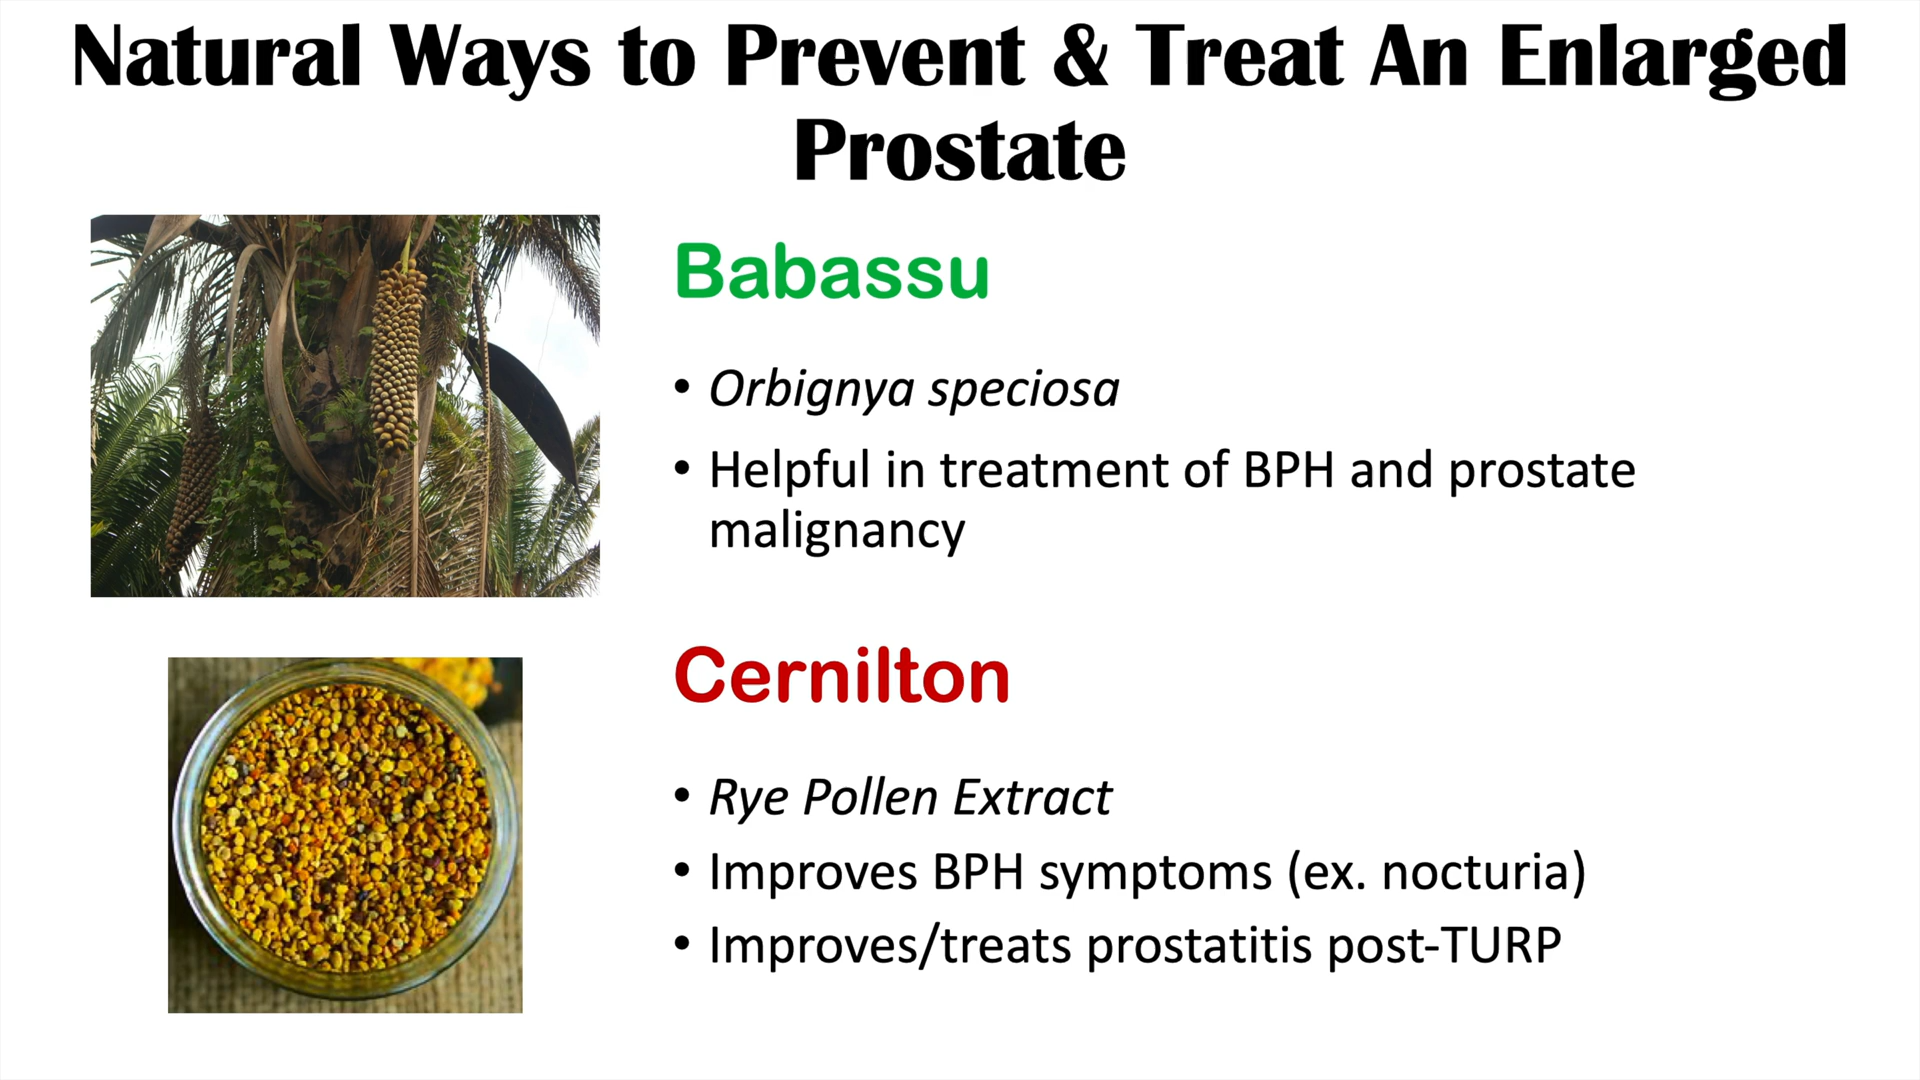 Natural Ways to Prevent & Treat An Enlarged
Prostate
Babassu
• Orbignya speciosa
• Helpful in treatment of BPH and prostate
malignancy
Cernilton
• Rye Pollen Extract
• Improves BPH symptoms (ex. nocturia)
• Improves/treats prostatitis post-TURP